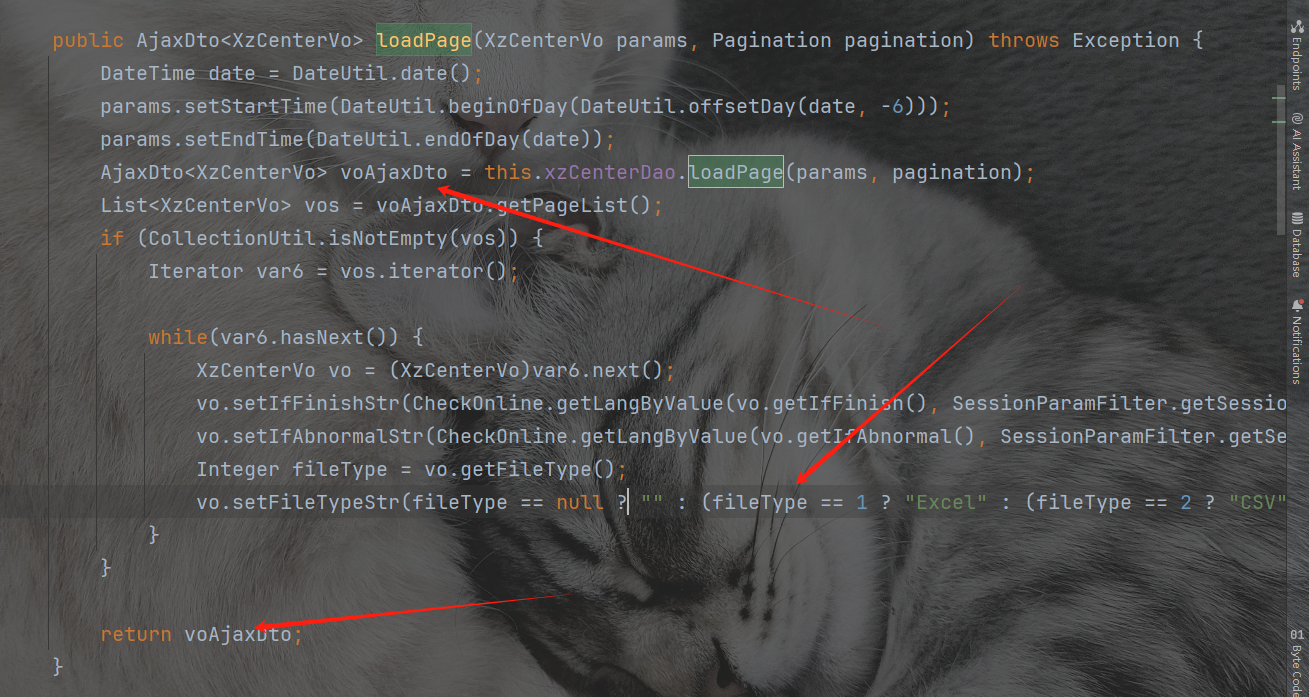 public AjaxDto<XzCenterVo> loadPage(XzCenterVo params, Pagination pagination) throws Exception {
DateTime date = DateUtil.date();
params.setStartTime(DateUtil.beginOfDay(DateUtil.offsetDay(date, -6)));
params.setEndTime(DateUtil.endOfDay(date));
AjaxDto<XzCenterVo> voAjaxDto = this.xzCenterDao.loadPage(params, pagination);
List<XzCenterVo> vos = voAjaxDto.getPageList();
if (CollectionUtil.isNotEmpty(vos)) {
Iterator var6 = vos.iterator();
while(var6.hasNext()) {
XzCenterVo vo = (XzCenterVo)var6.next();
vo.setIfFinishStr(CheckOnline.getLangByValue(vo.getIfFinish(), SessionParamFilter.getSessio
vo.setIfAbnormalStr(CheckOnline.getLangByValue(vo.getIfAbnormal(), SessionParamFilter.getSe
Integer fileType = vo.getFileType();
vo.setFileTypeStr(fileType == null ? "" : (fileType == 1 ? "Excel" : (fileType == 2 ? "CSV"
}
}
return voAjaxDto;
}
Endpoints
AI Assistant
Database
Notifications
01 Byte Code